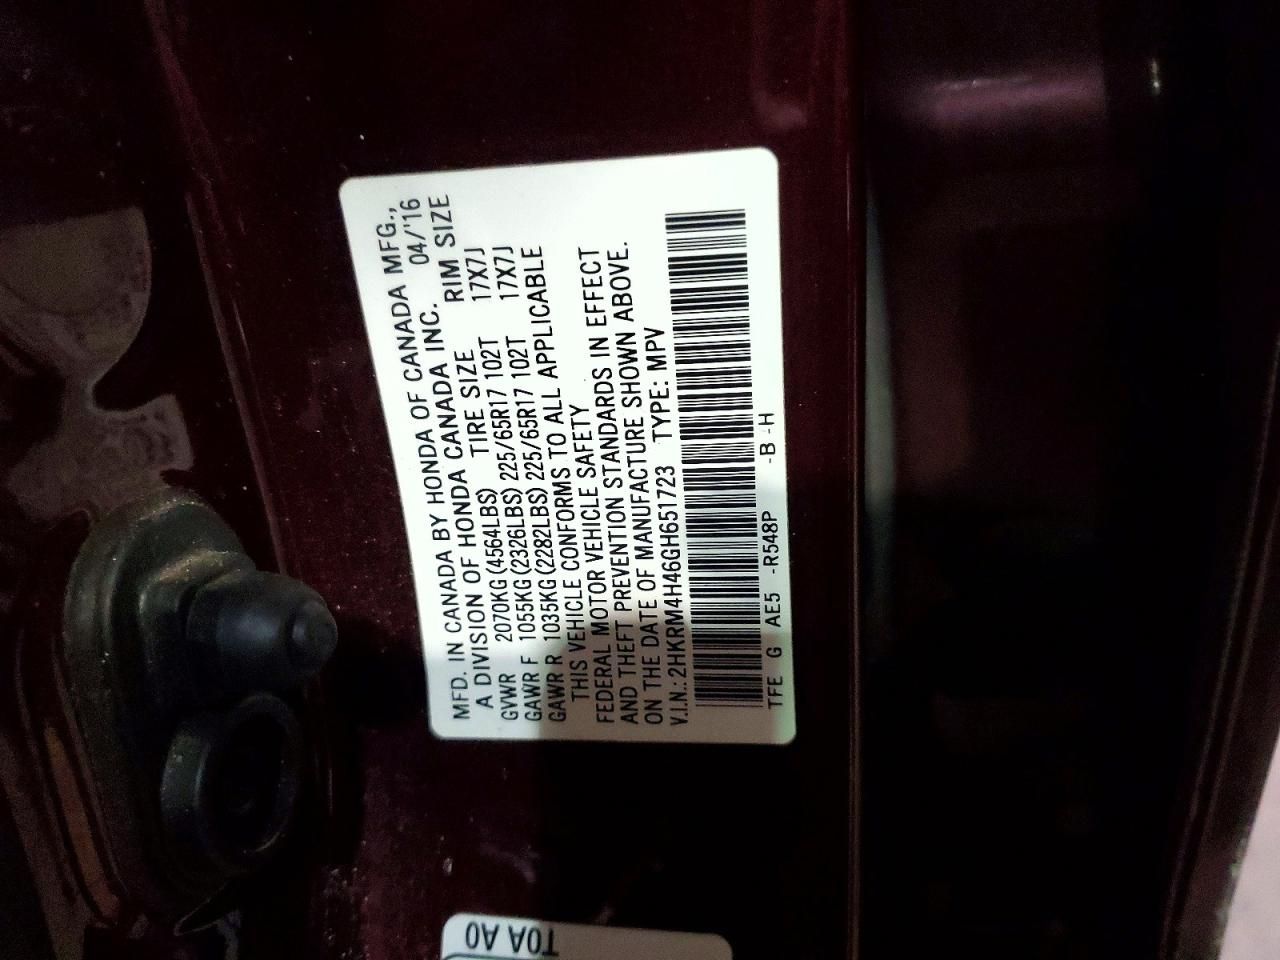 MFD. IN CANADA BY HONDA OF CANADA MFG.,
A DIVISION OF HONDA CANADA INC. 04/'16
GVWR 2070KG (4564LBS) TIRE SIZE RIM SIZE
GAWR F 1055KG (2326LBS) 225/65R17 102T 17X7J
GAWR R 1035KG (2282LBS) 225/65R17 102T 17X7J
THIS VEHICLE CONFORMS TO ALL APPLICABLE
FEDERAL MOTOR VEHICLE SAFETY
AND THEFT PREVENTION STANDARDS IN EFFECT
ON THE DATE OF MANUFACTURE SHOWN ABOVE.
V.I.N.: 2HKRM4H46GH651723 TYPE: MPV
TFE G AE5 -R548P -B -H
T0A A0